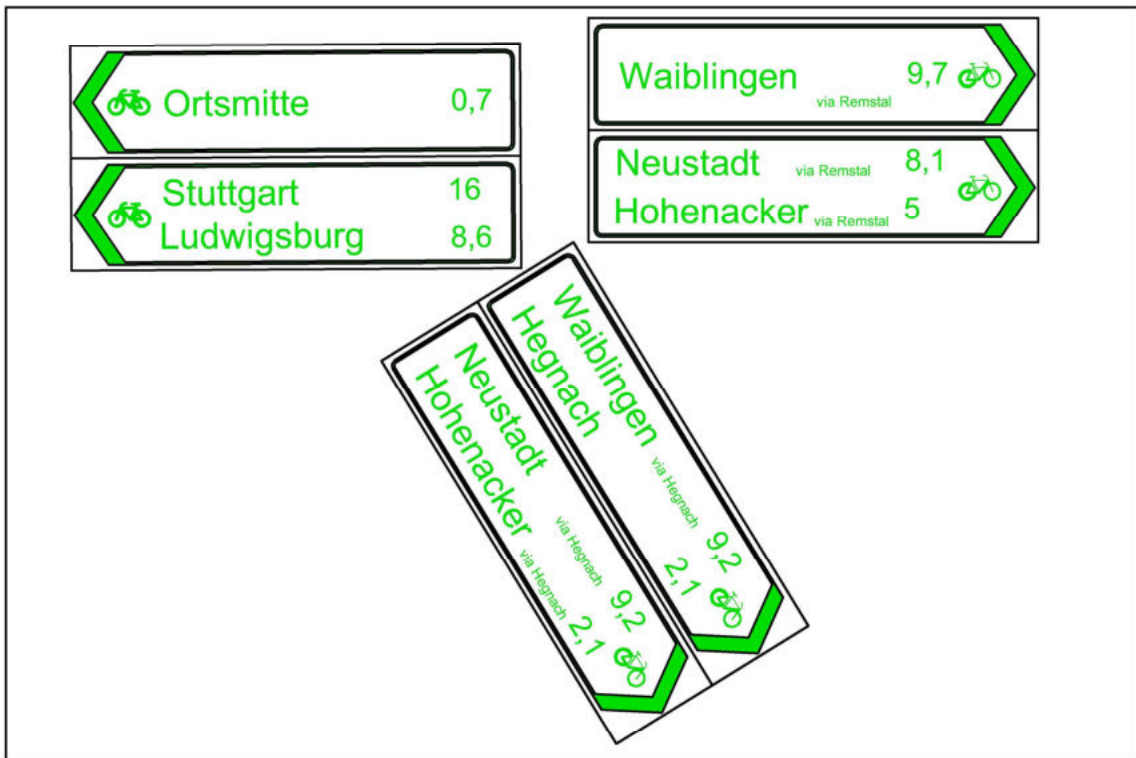 Ortsmitte 0,7
Stuttgart 16
Ludwigsburg 8,6
Waiblingen via Remstal 9,7
Neustadt via Remstal 8,1
Hohenacker via Remstal 5
Waiblingen via Hegnach 9,2
Hegnach 2,1
Neustadt via Hegnach 9,2
Hohenacker via Hegnach 2,1